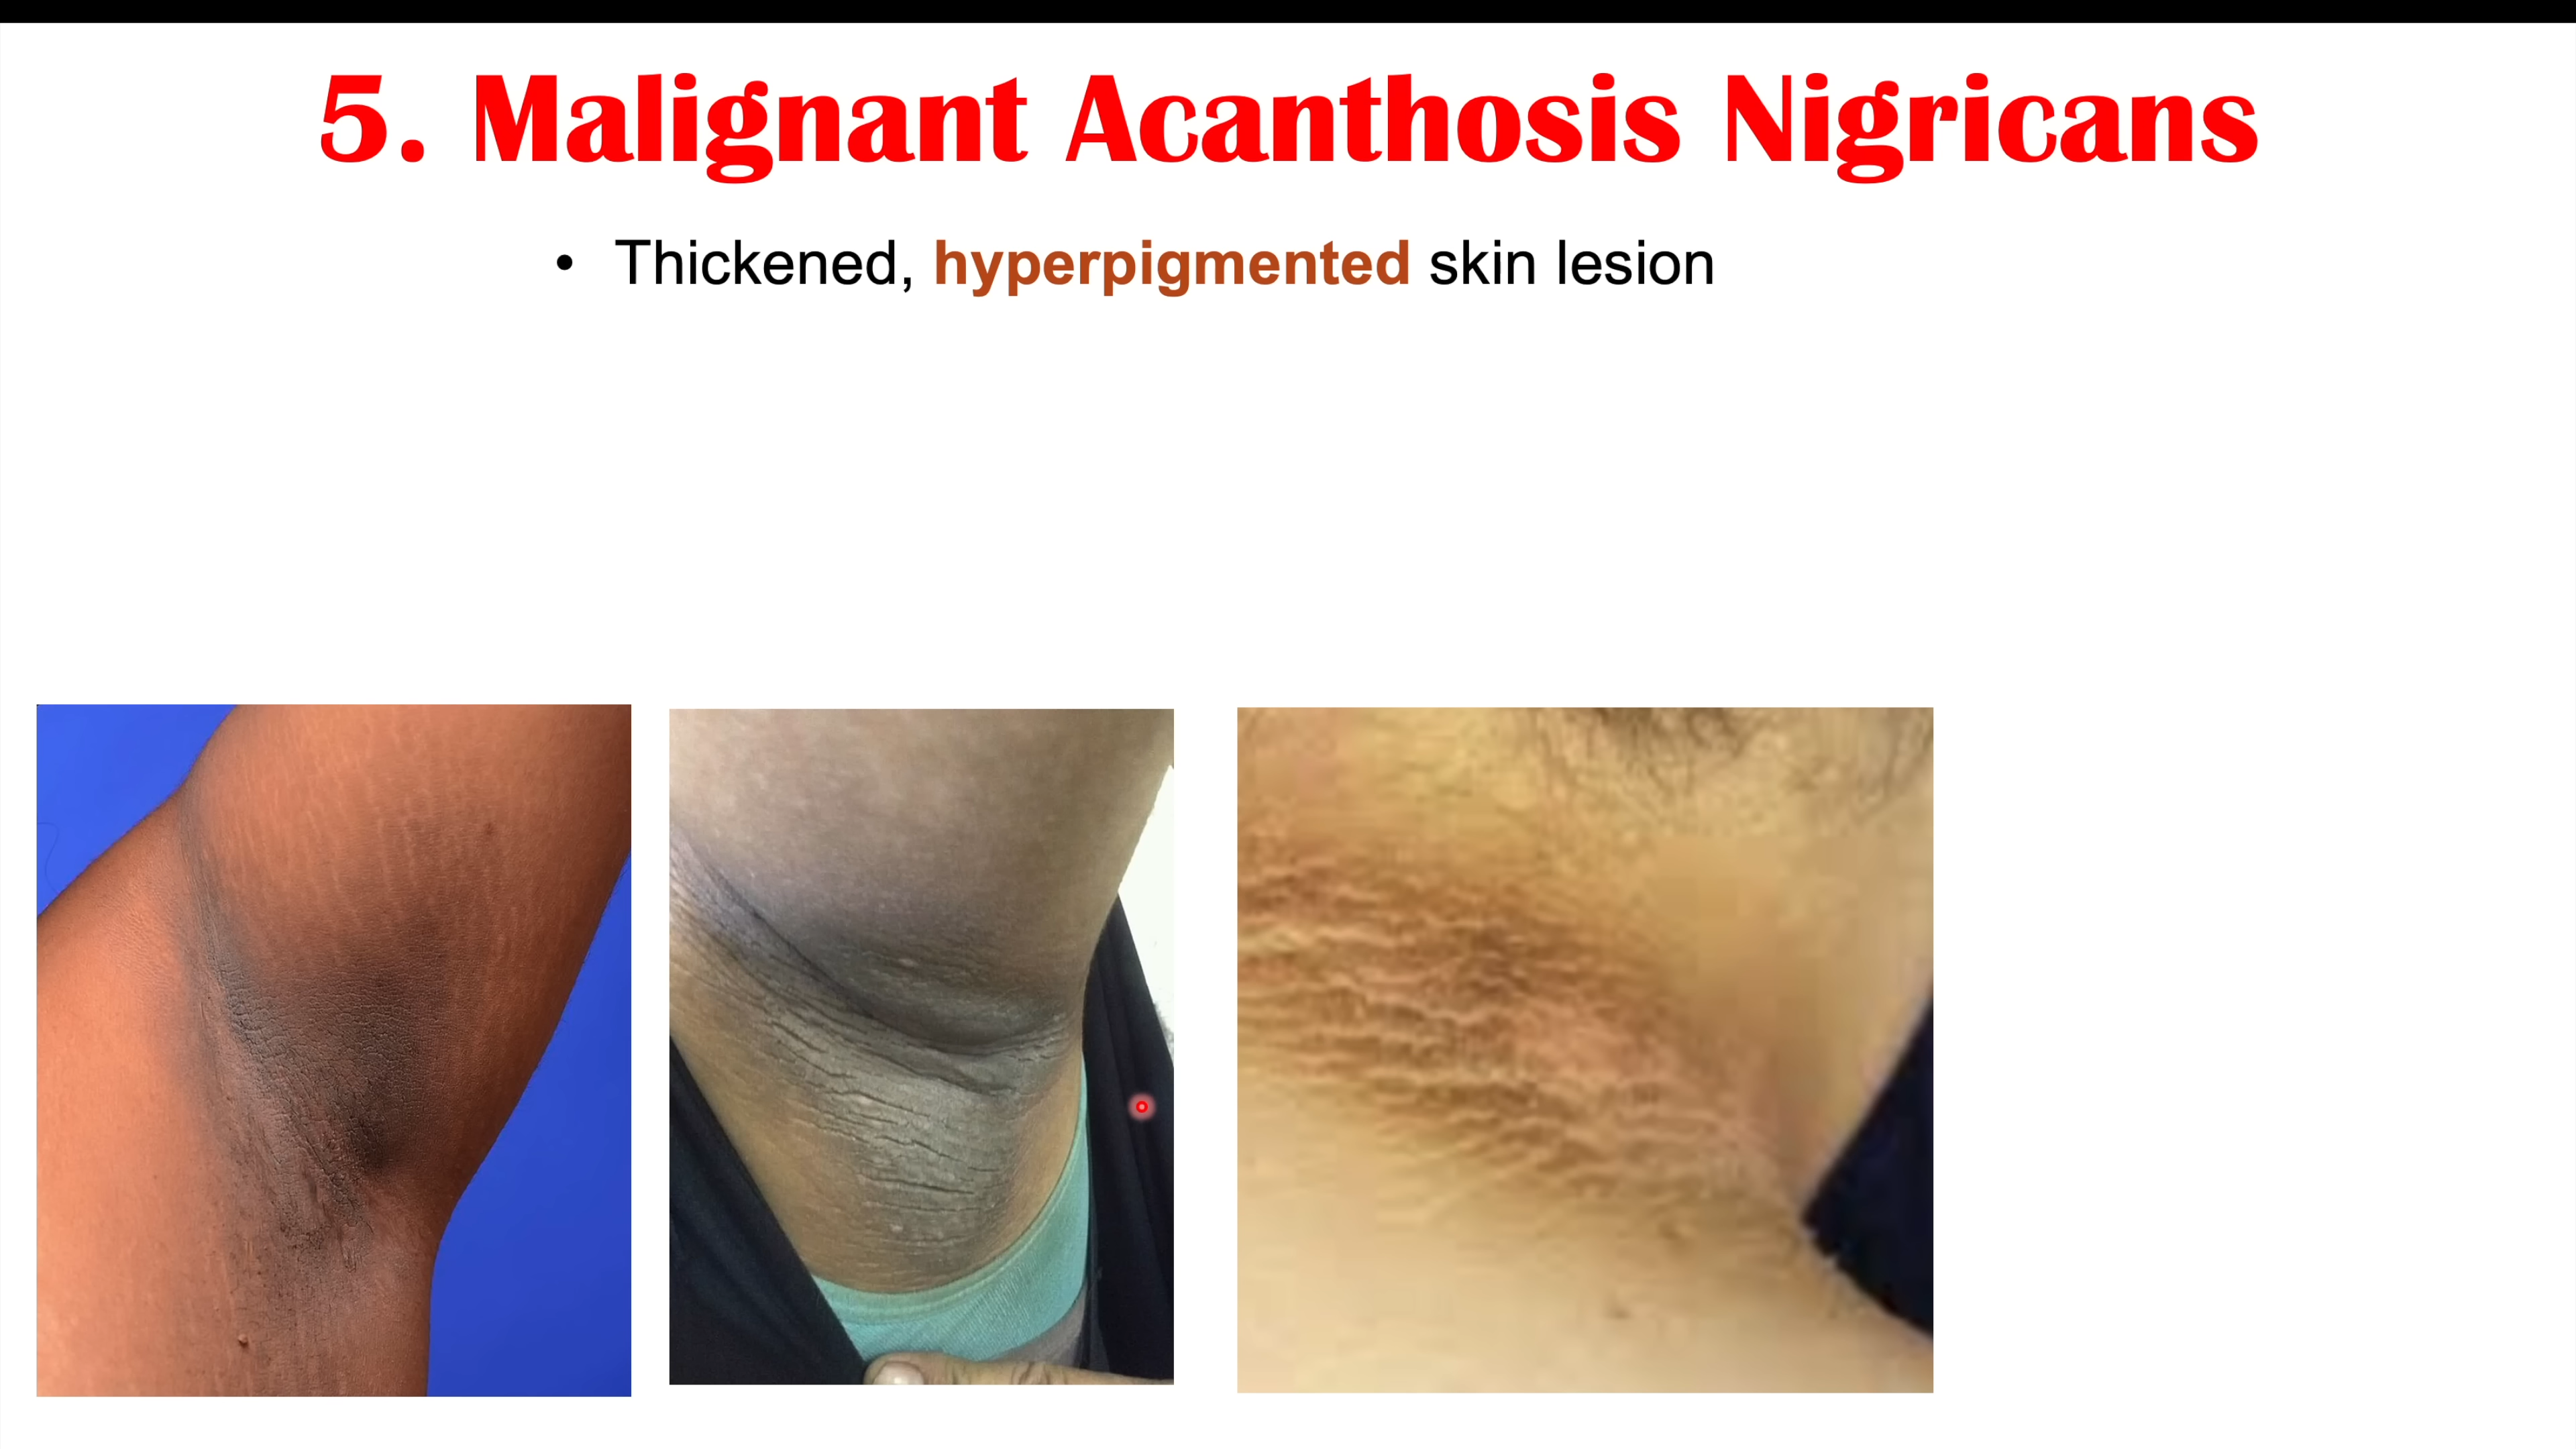 5. Malignant Acanthosis Nigricans
• Thickened, hyperpigmented skin lesion